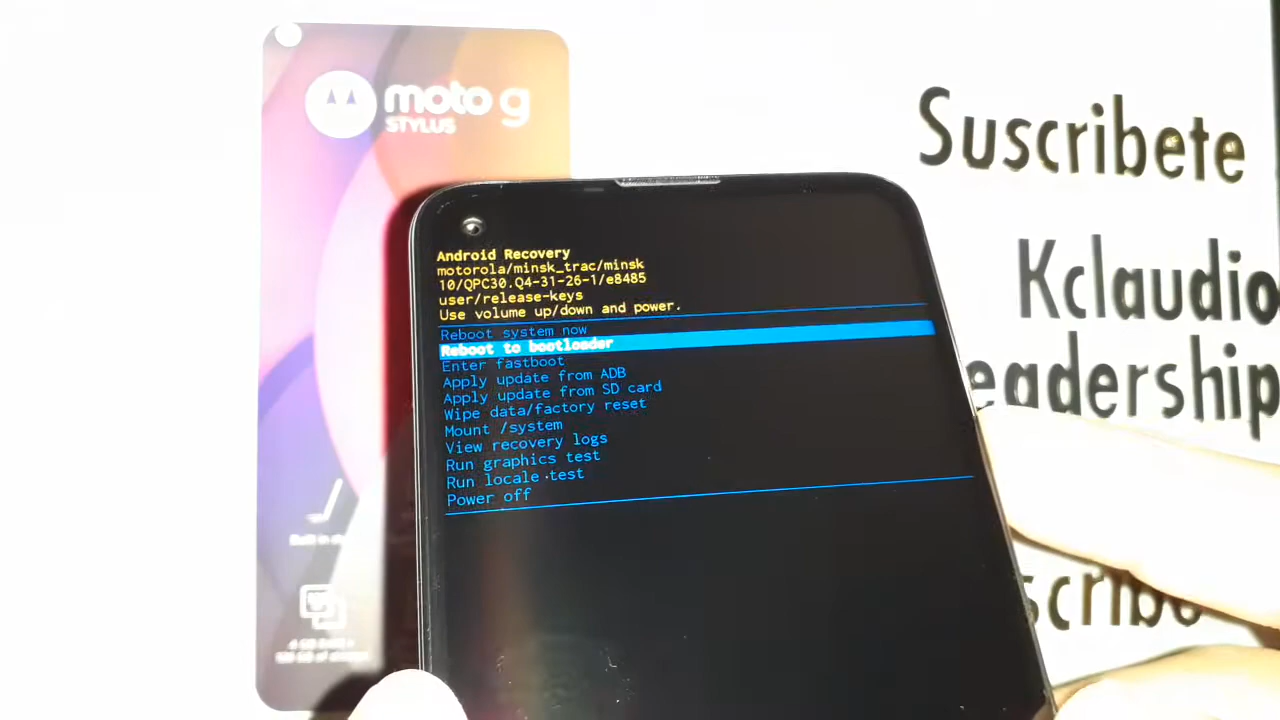 moto g
STYLUS
Suscribete
Kclaudio
eadership
scribe
Android Recovery
motorola/minsk_trac/minsk
10/QPC30.Q4-31-26-1/e8485
user/release-keys
Use volume up/down and power.
Reboot system now
Reboot to bootloader
Enter fastboot
Apply update from ADB
Apply update from SD card
Wipe data/factory reset
Mount /system
View recovery logs
Run graphics test
Run locale test
Power off
Built in